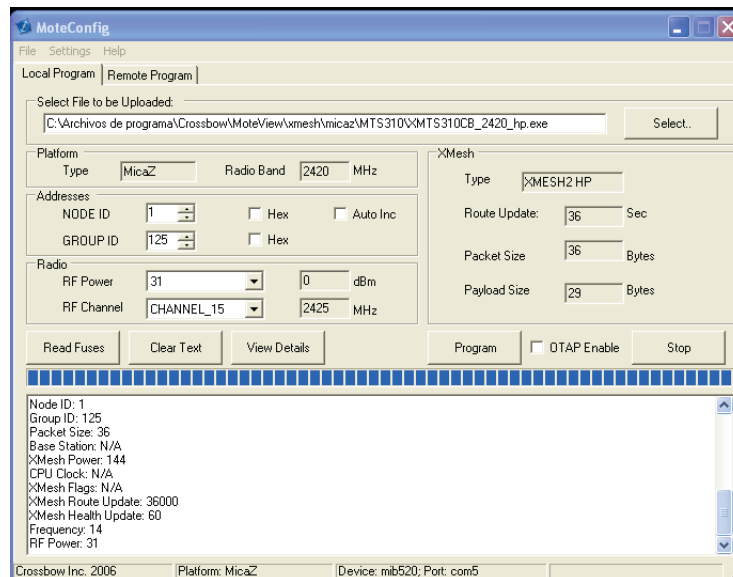 MoteConfig
File Settings Help
Local Program Remote Program
Select File to be Uploaded:
C:\Archivos de programa\Crossbow\MoteView\xmesh\micaz\MTS310\XMTS310CB_2420_hp.exe Select..
Platform
Type MicaZ Radio Band 2420 MHz
Addresses
NODE ID 1 Hex Auto Inc
GROUP ID 125 Hex
Radio
RF Power 31 0 dBm
RF Channel CHANNEL_15 2425 MHz
XMesh
Type XMESH2 HP
Route Update: 36 Sec
Packet Size 36 Bytes
Payload Size 29 Bytes
Read Fuses Clear Text View Details Program OTAP Enable Stop
Node ID: 1
Group ID: 125
Packet Size: 36
Base Station: N/A
XMesh Power: 144
CPU Clock: N/A
XMesh Flags: N/A
XMesh Route Update: 36000
XMesh Health Update: 60
Frequency: 14
RF Power: 31
Crossbow Inc. 2006 Platform: MicaZ Device: mib520; Port: com5